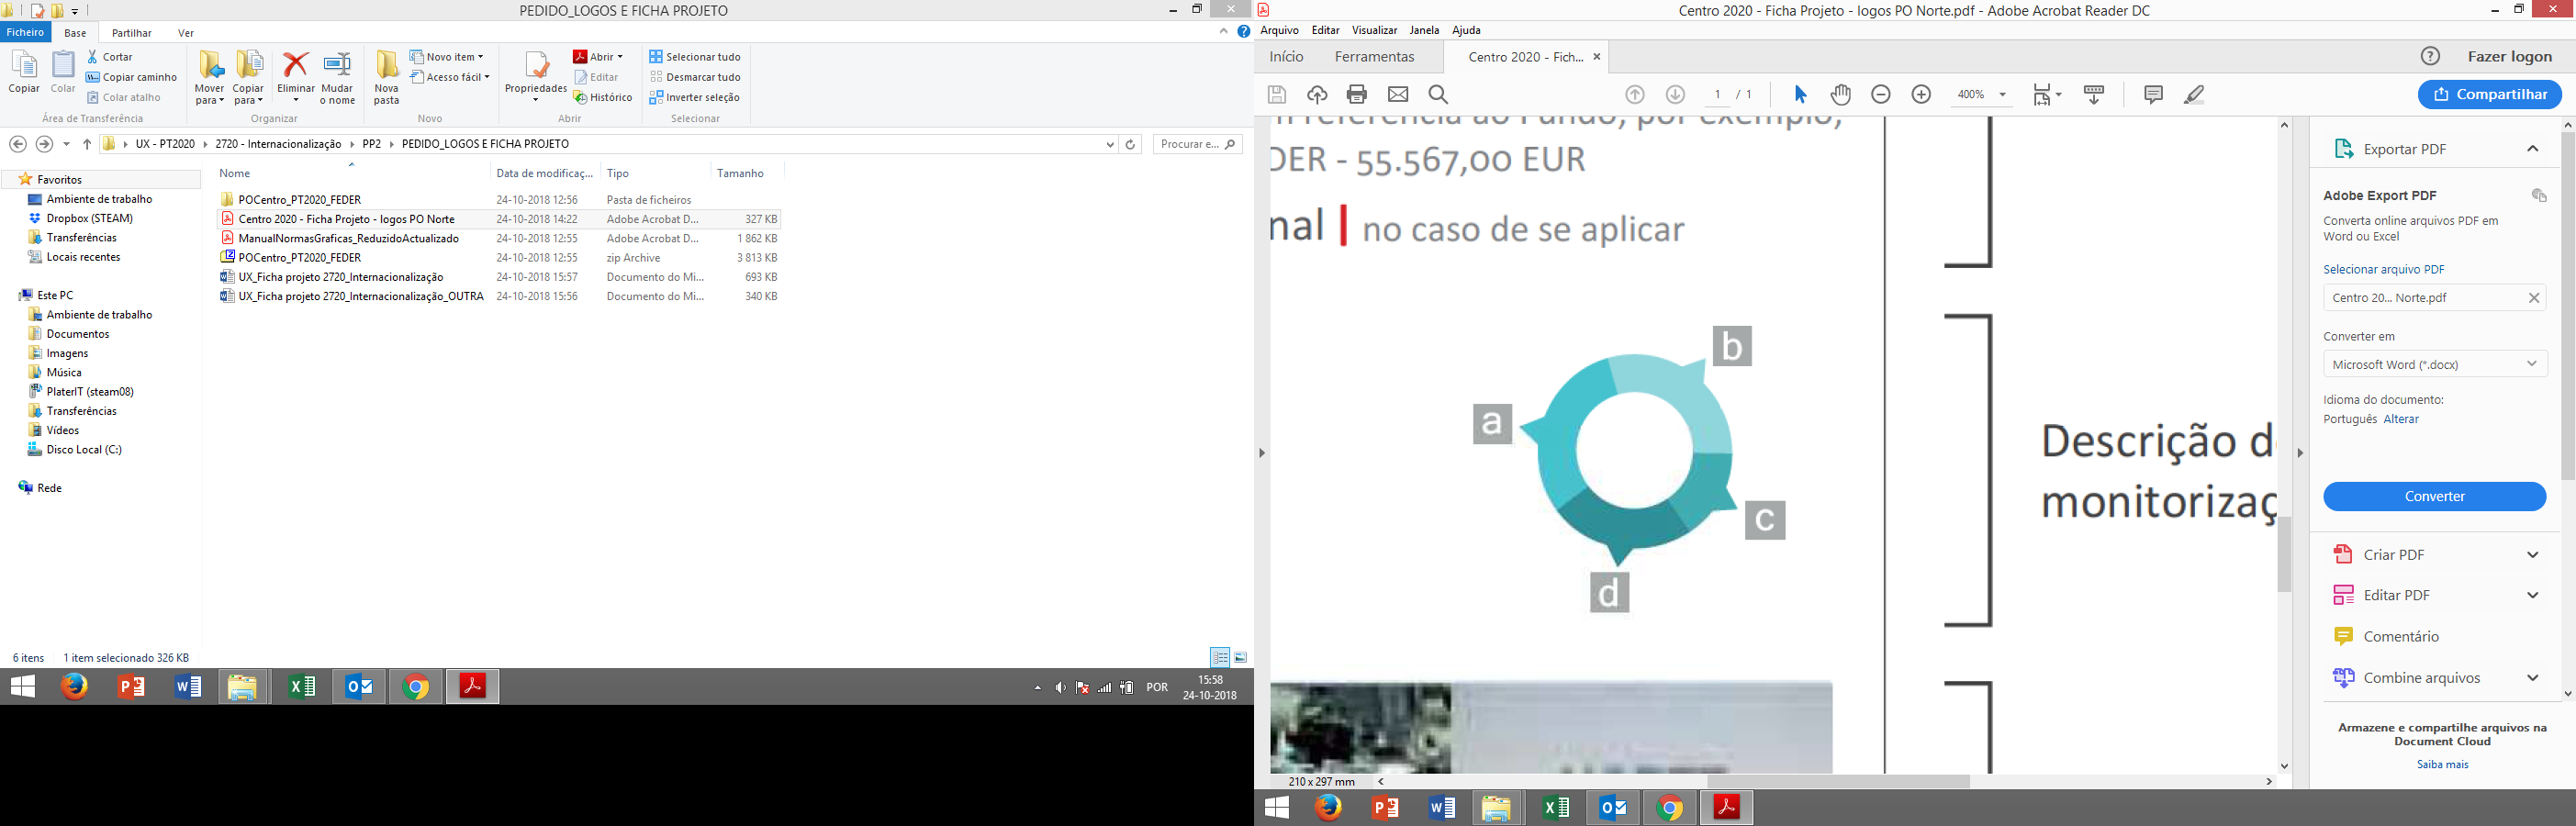 PEDIDO_LOGOS E FICHA PROJETO
Ficheiro Base Partilhar Ver
Copiar Colar Cortar Copiar caminho Colar atalho
Mover para Copiar para Eliminar Mudar o nome
Nova pasta Novo item Acesso fácil
Propriedades Abrir Editar Histórico
Selecionar tudo Desmarcar tudo Inverter seleção
Área de Transferência Organizar Novo Abrir Selecionar
UX - PT2020 2720 - Internacionalização PP2 PEDIDO_LOGOS E FICHA PROJETO Procurar e...
Favoritos
Ambiente de trabalho
Dropbox (STEAM)
Transferências
Locais recentes
Este PC
Ambiente de trabalho
Documentos
Imagens
Música
PlaterIT (steam08)
Transferências
Vídeos
Disco Local (C:)
Rede
Nome Data de modificaç... Tipo Tamanho
POCentro_PT2020_FEDER 24-10-2018 12:56 Pasta de ficheiros
Centro 2020 - Ficha Projeto - logos PO Norte 24-10-2018 14:22 Adobe Acrobat D... 327 KB
ManualNormasGraficas_ReduzidoActualizado 24-10-2018 12:55 Adobe Acrobat D... 1 862 KB
POCentro_PT2020_FEDER 24-10-2018 12:55 zip Archive 3 813 KB
UX_Ficha projeto 2720_Internacionalização 24-10-2018 15:57 Documento do Mi... 693 KB
UX_Ficha projeto 2720_Internacionalização_OUTRA 24-10-2018 15:56 Documento do Mi... 340 KB
6 itens 1 item selecionado 326 KB
POR 15:58
24-10-2018
Centro 2020 - Ficha Projeto - logos PO Norte.pdf - Adobe Acrobat Reader DC
Arquivo Editar Visualizar Janela Ajuda
Início Ferramentas Centro 2020 - Fich... × Fazer logon
1 / 1 400% Compartilhar
referência ao Fundo, por exemplo,
DER - 55.567,00 EUR
nal | no caso de se aplicar
b
a
c
d
Descrição d
monitorizaç
210 x 297 mm
Exportar PDF
Adobe Export PDF
Converta online arquivos PDF em
Word ou Excel
Selecionar arquivo PDF
Centro 20... Norte.pdf
Converter em
Microsoft Word (*.docx)
Idioma do documento:
Português Alterar
Converter
Criar PDF
Editar PDF
Comentário
Combine arquivos
Armazene e compartilhe arquivos na
Document Cloud
Saiba mais